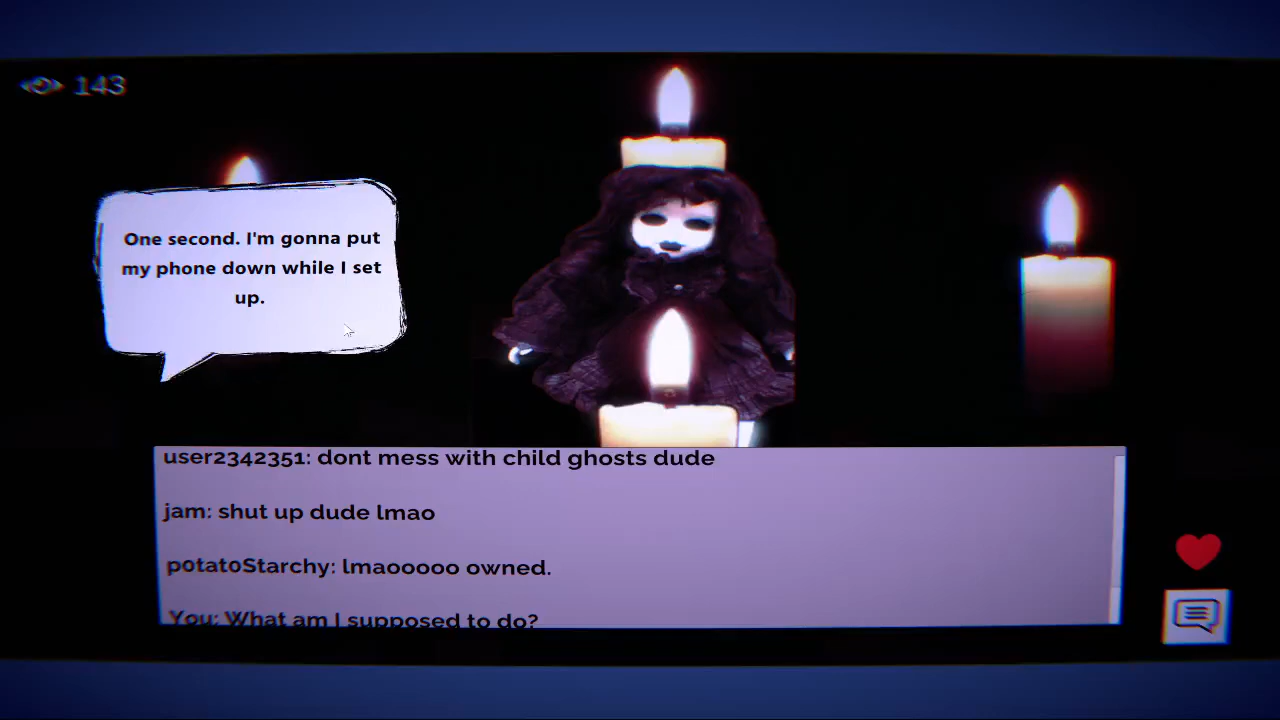 143
One second. I'm gonna put
my phone down while I set
up.
user2342351: dont mess with child ghosts dude
jam: shut up dude lmao
p0tat0Starchy: lmaooooo owned.
You: What am I supposed to do?